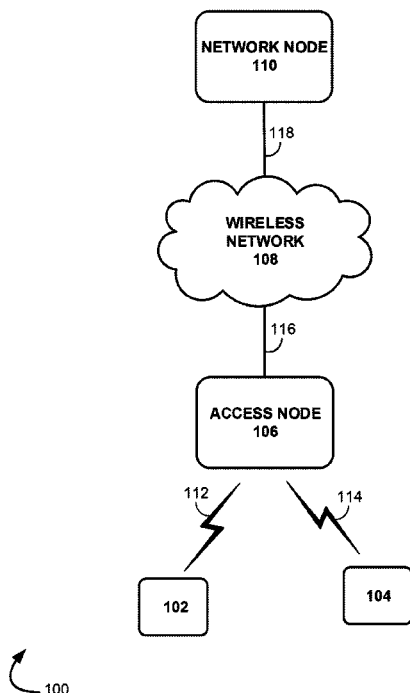 NETWORK NODE
110
118
WIRELESS
NETWORK
108
116
ACCESS NODE
106
112
114
102
104
100